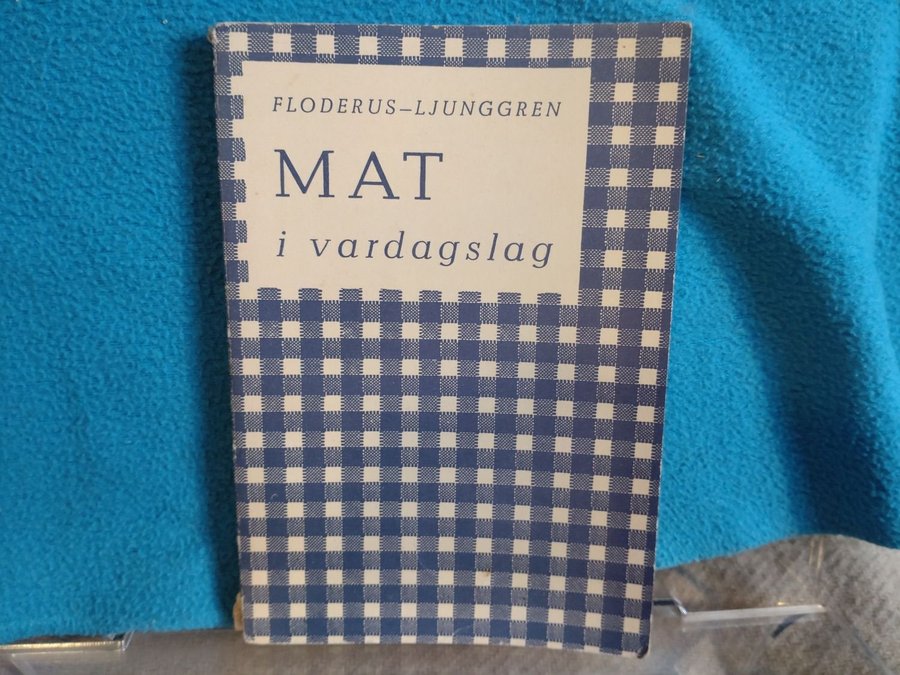 FLODERUS–LJUNGGREN
MAT
i vardagslag